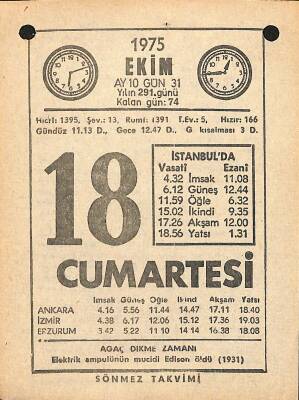 1975
EKİM
AY 10 GÜN 31
Yılın 291.günü
Kalan gün: 74
Hicrî: 1395, Şev.: 13, Rumî: 1391 T.Ev.: 5, Hızır: 166
Gündüz 11.13 D., Gece 12.47 D., G kısalması 3 D.
18
İSTANBUL'DA
Vasatî Ezanî
4.32 İmsak 11.08
6.12 Güneş 12.44
11.59 Öğle 6.32
15.02 İkindi 9.35
17.26 Akşam 12.00
18.56 Yatsı 1.31
CUMARTESİ
İmsak Güneş Öğle İkindi Akşam Yatsı
ANKARA 4.16 5.56 11.44 14.47 17.11 18.40
İZMİR 4.38 6.17 12.06 15.12 17.36 19.03
ERZURUM 3.42 5.22 11.10 14.14 16.38 18.08
AĞAÇ DİKME ZAMANI
Elektrik ampulünün mucidi Edison öldü (1931)
SÖNMEZ TAKVİMİ